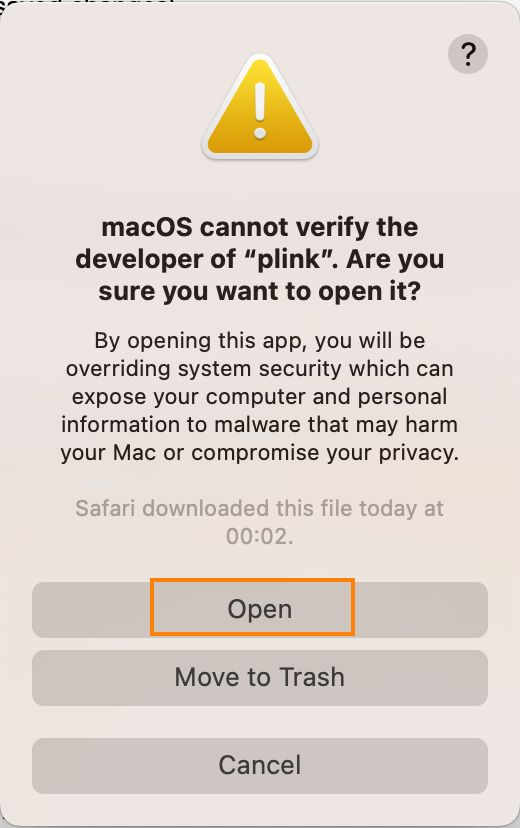 saved changes)
?
macOS cannot verify the
developer of “plink”. Are you
sure you want to open it?
By opening this app, you will be
overriding system security which can
expose your computer and personal
information to malware that may harm
your Mac or compromise your privacy.
Safari downloaded this file today at
00:02.
Open
Move to Trash
Cancel